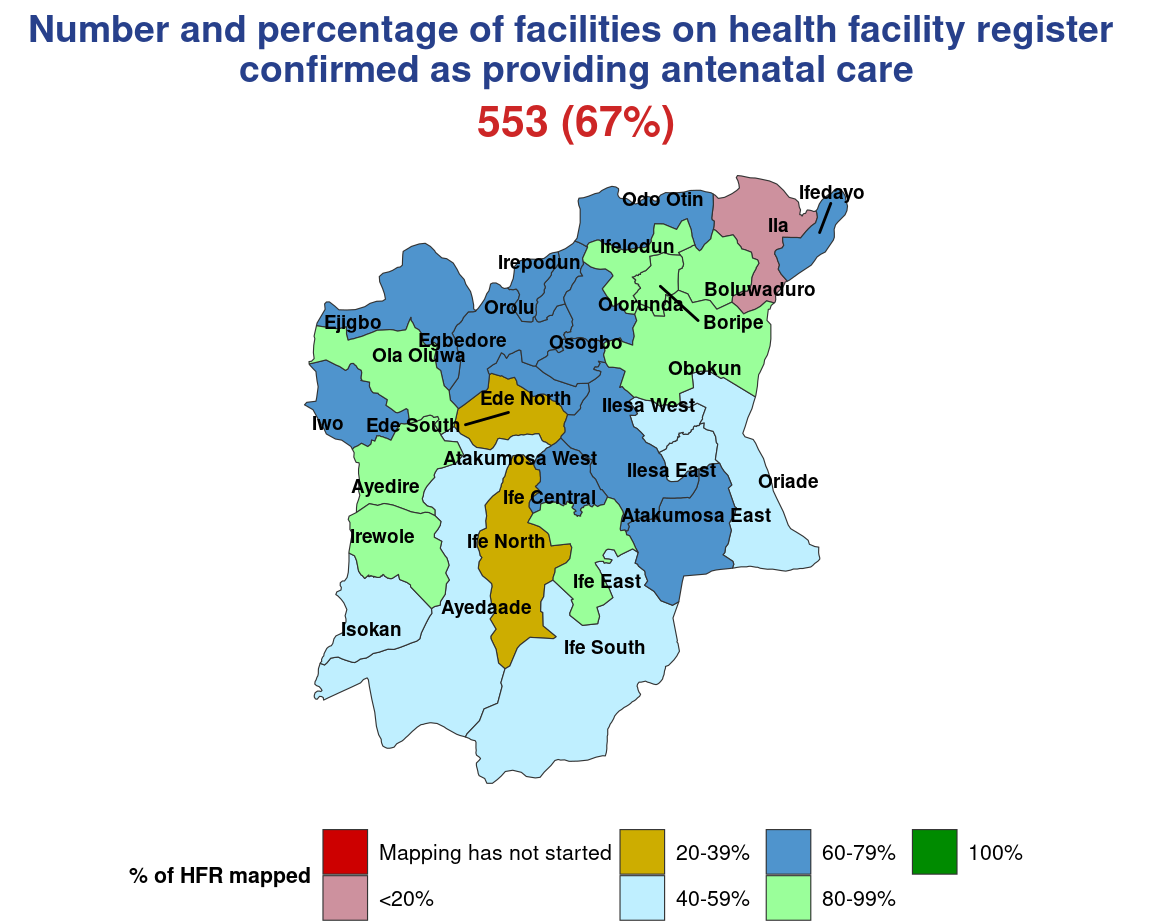 Number and percentage of facilities on health facility register
confirmed as providing antenatal care
553 (67%)
Ifedayo
Odo Otin
Ila
Ifelodun
Irepodun
Boluwaduro
Olorunda
Orolu
Ejigbo
Boripe
Egbedore
Osogbo
Ola Oluwa
Obokun
Ede North
Ilesa West
Iwo
Ede South
Atakumosa West
Ilesa East
Oriade
Ayedire
Ife Central
Atakumosa East
Irewole
Ife North
Ife East
Ayedaade
Isokan
Ife South
% of HFR mapped
Mapping has not started
<20%
20-39%
40-59%
60-79%
80-99%
100%